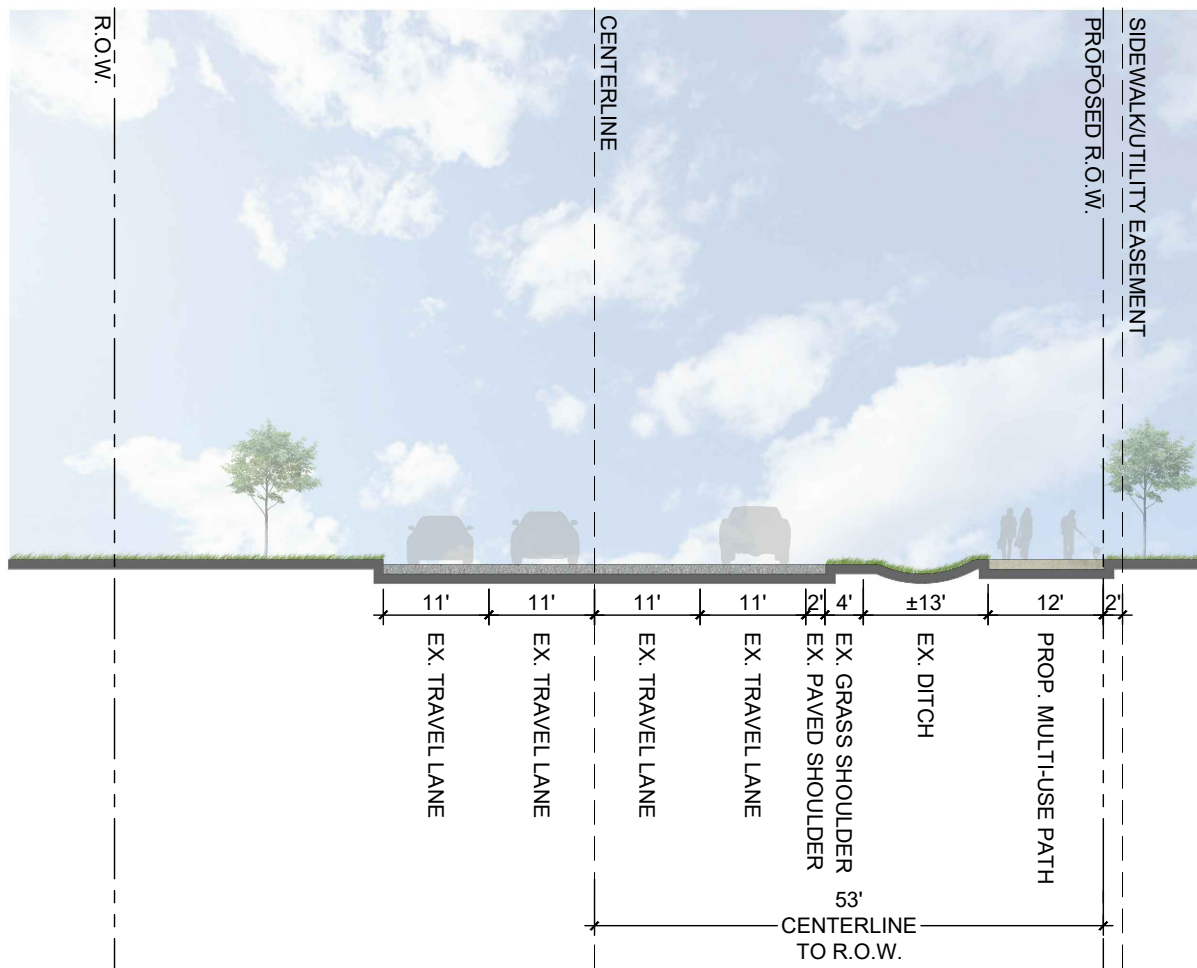 R.O.W.
CENTERLINE
PROPOSED R.O.W.
SIDEWALK/UTILITY EASEMENT
11'
11'
11'
11'
2'
4'
±13'
12'
2'
EX. TRAVEL LANE
EX. TRAVEL LANE
EX. TRAVEL LANE
EX. TRAVEL LANE
EX. PAVED SHOULDER
EX. GRASS SHOULDER
EX. DITCH
PROP. MULTI-USE PATH
53'
CENTERLINE
TO R.O.W.